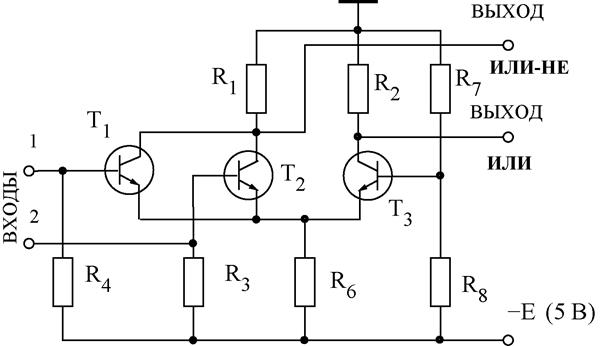 ВЫХОД
ИЛИ-НЕ
R1
R2
R7
ВЫХОД
ИЛИ
1
T1
T2
T3
ВХОДЫ
2
R4
R3
R6
R8
–E (5 В)